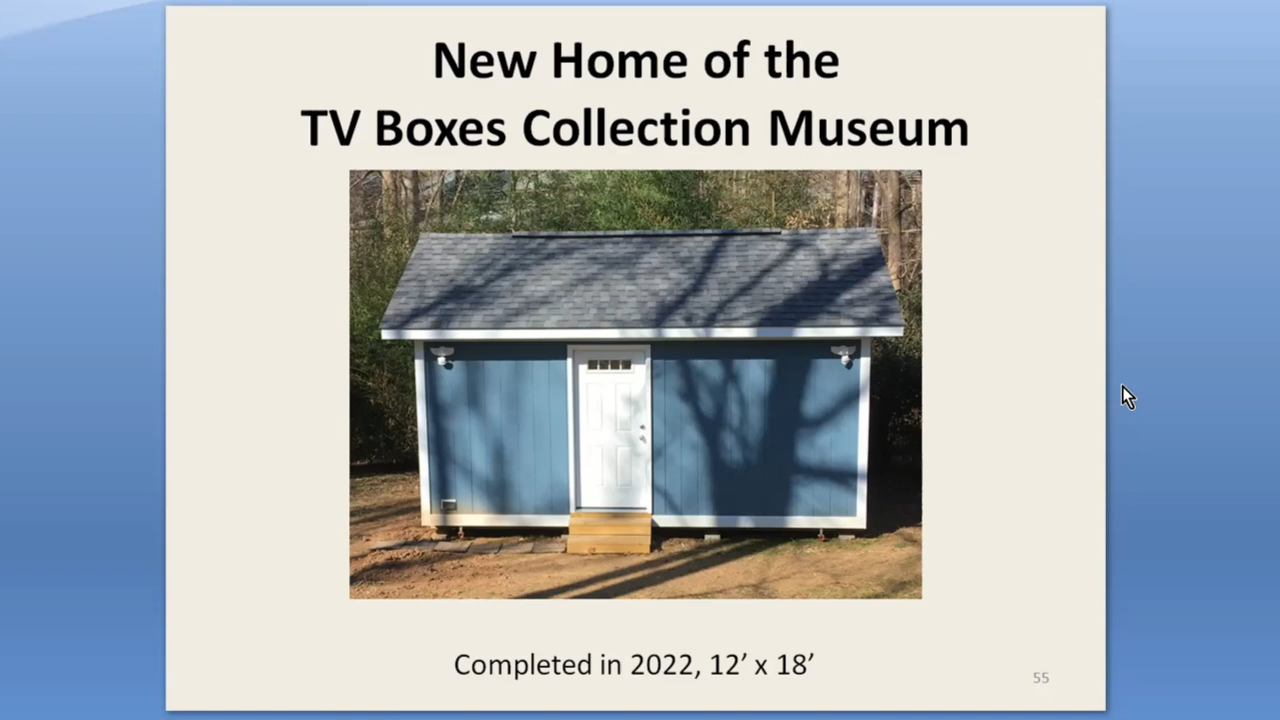 New Home of the
TV Boxes Collection Museum
Completed in 2022, 12’ x 18’
55